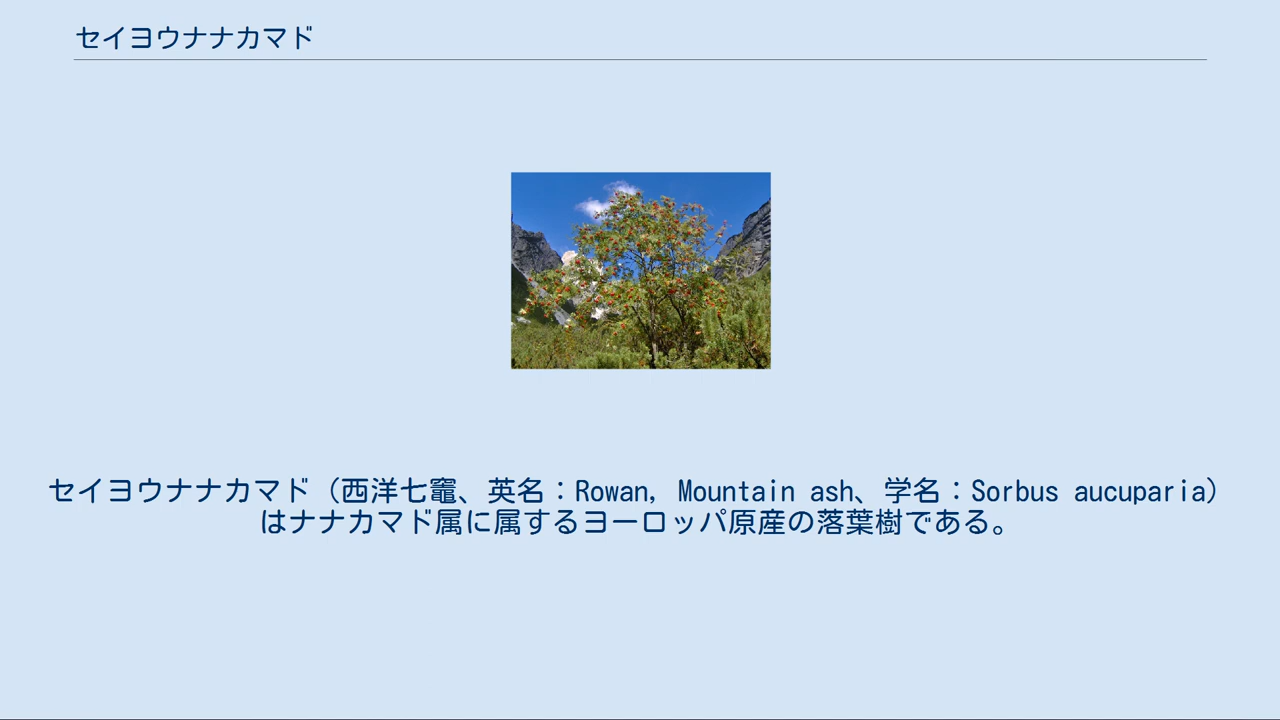 セイヨウナナカマド
セイヨウナナカマド（西洋七竈、英名：Rowan, Mountain ash、学名：Sorbus aucuparia）
はナナカマド属に属するヨーロッパ原産の落葉樹である。